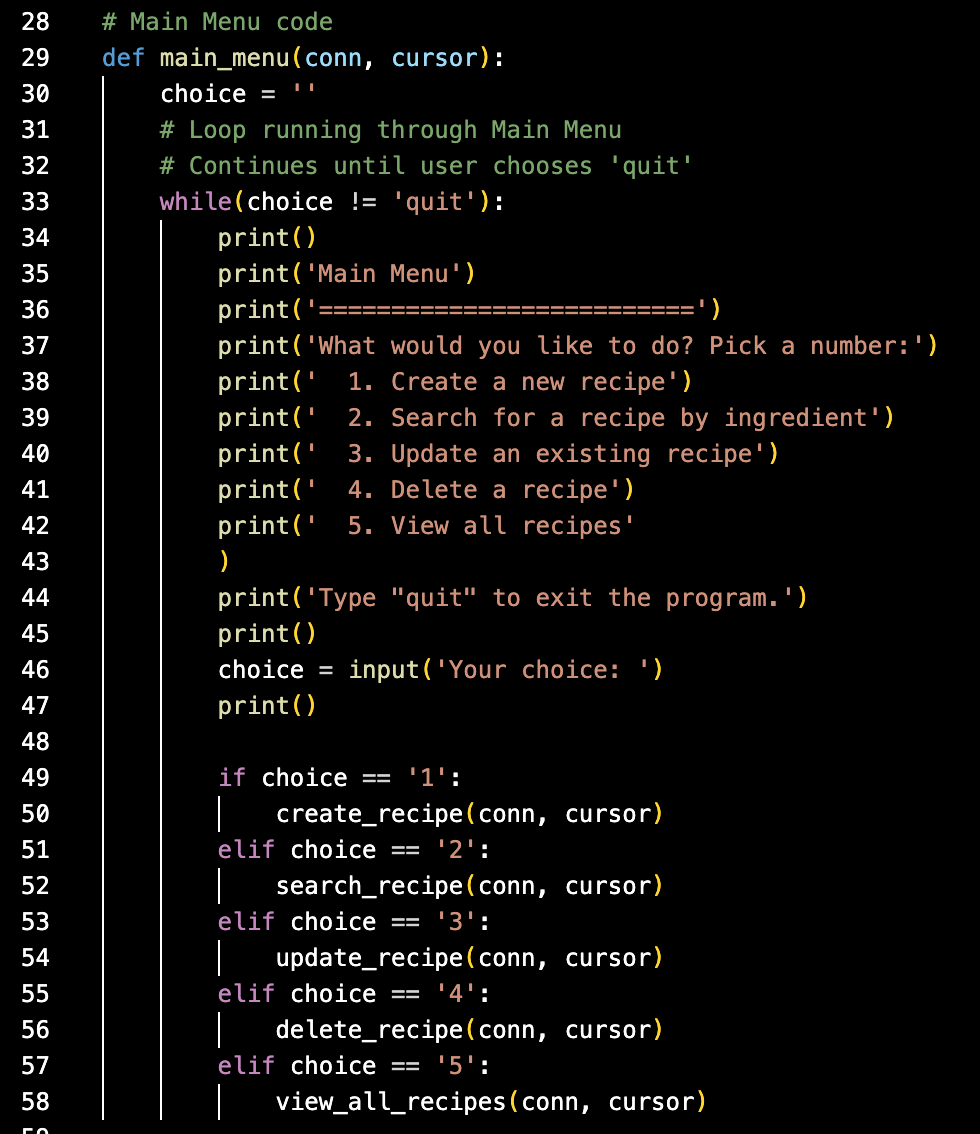 28 # Main Menu code
29 def main_menu(conn, cursor):
30     choice = ''
31     # Loop running through Main Menu
32     # Continues until user chooses 'quit'
33     while(choice != 'quit'):
34         print()
35         print('Main Menu')
36         print('==========================')
37         print('What would you like to do? Pick a number:')
38         print('  1. Create a new recipe')
39         print('  2. Search for a recipe by ingredient')
40         print('  3. Update an existing recipe')
41         print('  4. Delete a recipe')
42         print('  5. View all recipes'
43         )
44         print('Type "quit" to exit the program.')
45         print()
46         choice = input('Your choice: ')
47         print()
48
49         if choice == '1':
50             create_recipe(conn, cursor)
51         elif choice == '2':
52             search_recipe(conn, cursor)
53         elif choice == '3':
54             update_recipe(conn, cursor)
55         elif choice == '4':
56             delete_recipe(conn, cursor)
57         elif choice == '5':
58             view_all_recipes(conn, cursor)